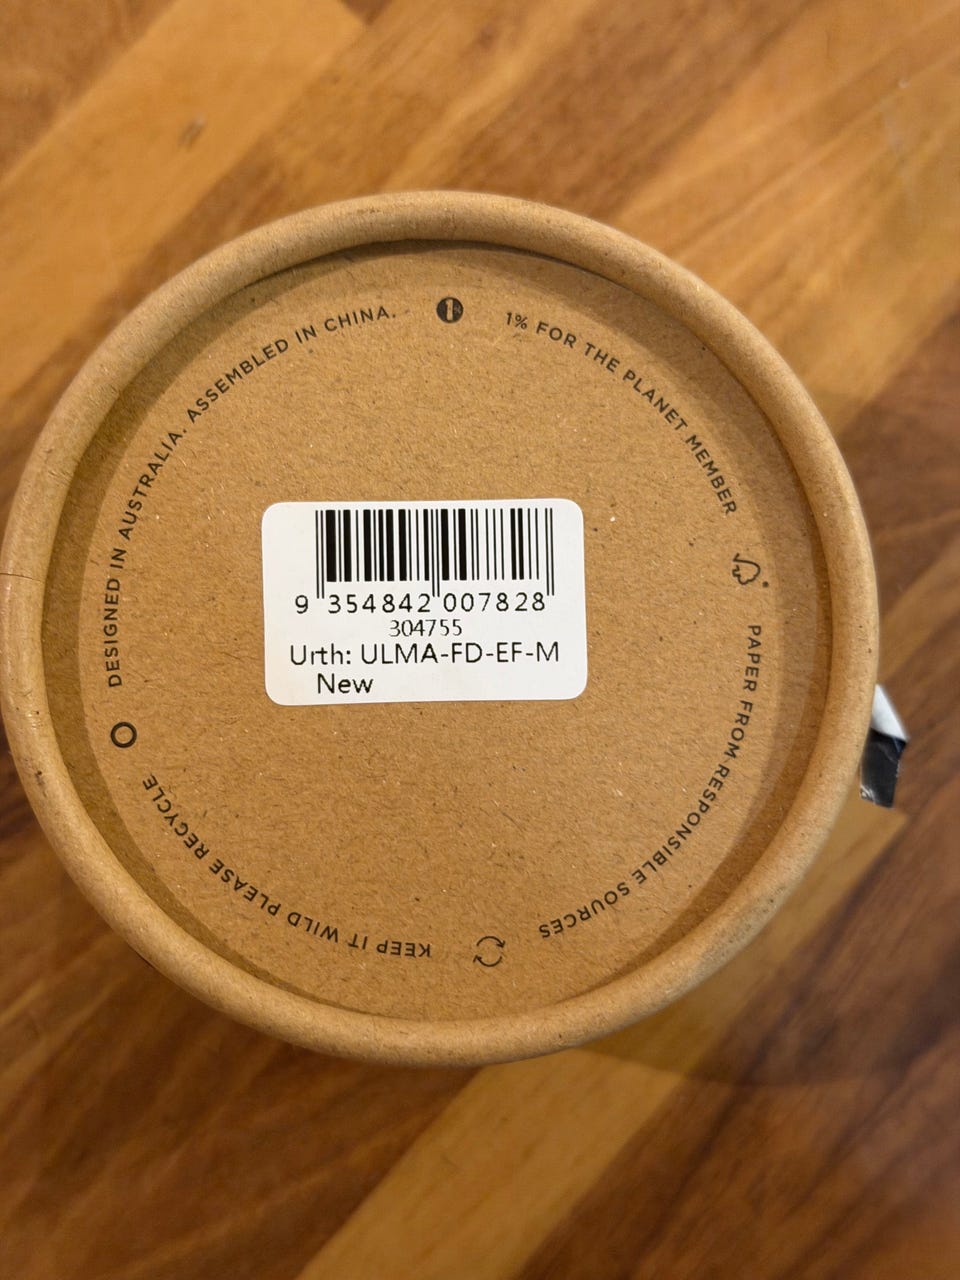 DESIGNED IN AUSTRALIA. ASSEMBLED IN CHINA.
1% FOR THE PLANET MEMBER
PAPER FROM RESPONSIBLE SOURCES
KEEP IT WILD PLEASE RECYCLE
9 354842 007828
304755
Urth: ULMA-FD-EF-M
New